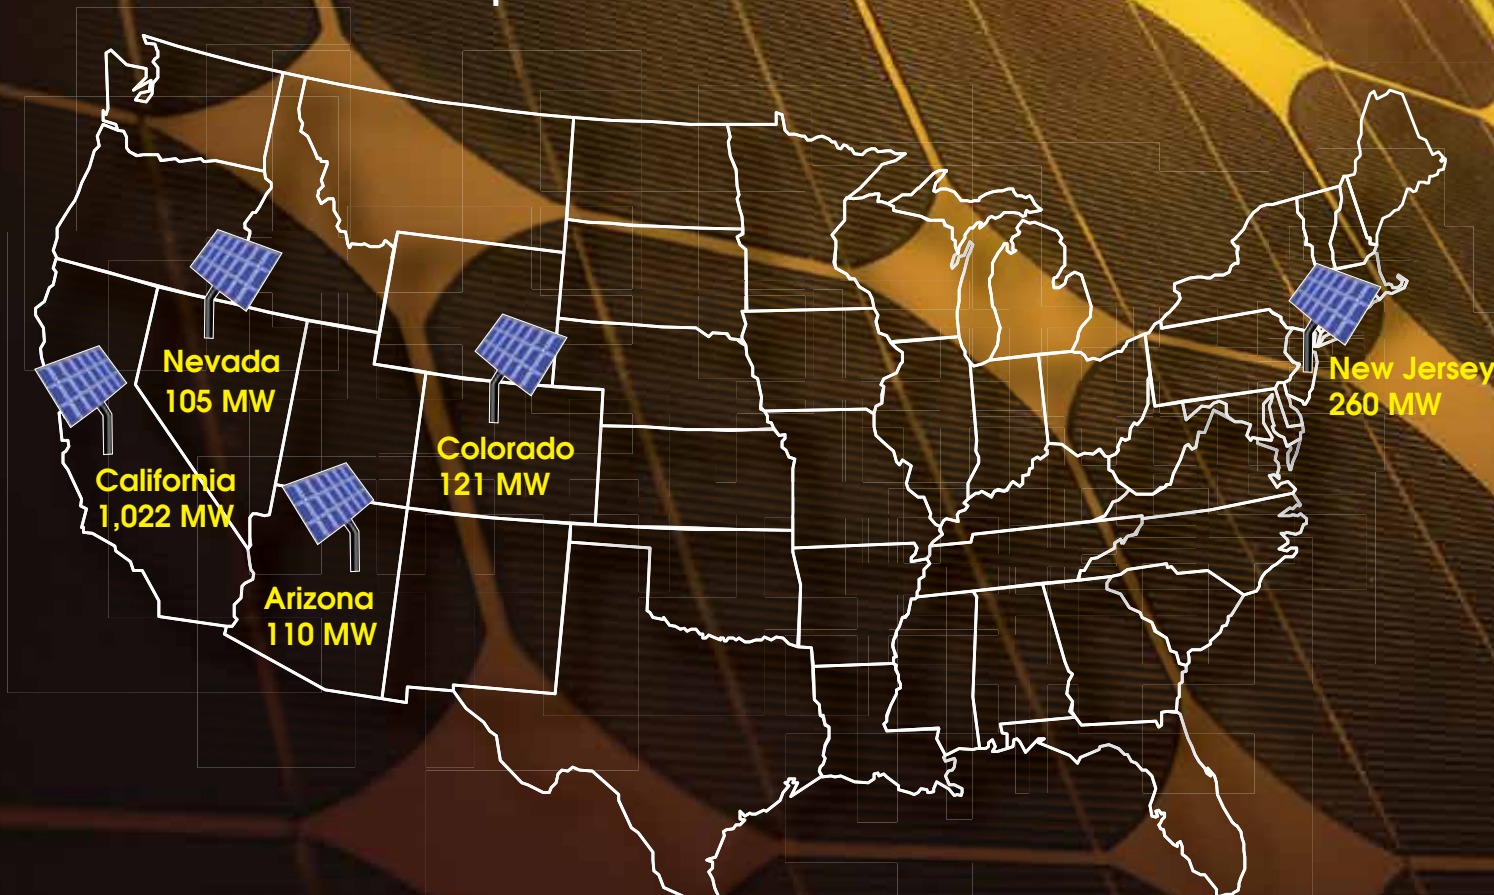 Nevada
105 MW
California
1,022 MW
Colorado
121 MW
Arizona
110 MW
New Jersey
260 MW